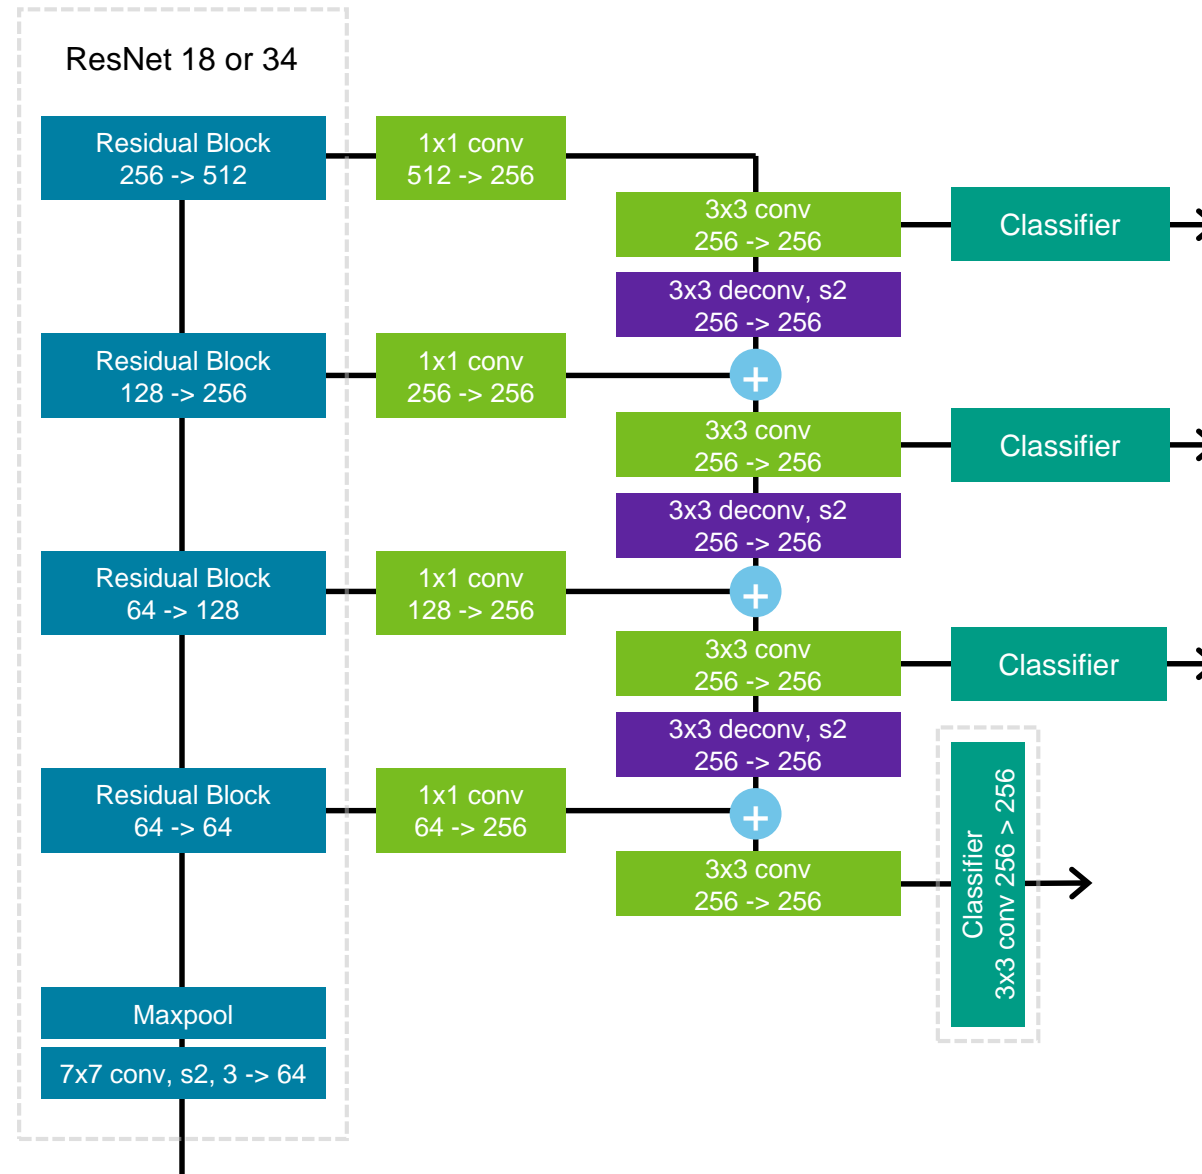 ResNet 18 or 34
Residual Block
256 -> 512
1x1 conv
512 -> 256
3x3 conv
256 -> 256
Classifier
3x3 deconv, s2
256 -> 256
Residual Block
128 -> 256
1x1 conv
256 -> 256
+
3x3 conv
256 -> 256
Classifier
3x3 deconv, s2
256 -> 256
Residual Block
64 -> 128
1x1 conv
128 -> 256
+
3x3 conv
256 -> 256
Classifier
3x3 deconv, s2
256 -> 256
Residual Block
64 -> 64
1x1 conv
64 -> 256
+
3x3 conv
256 -> 256
Classifier
3x3 conv 256 > 256
Maxpool
7x7 conv, s2, 3 -> 64